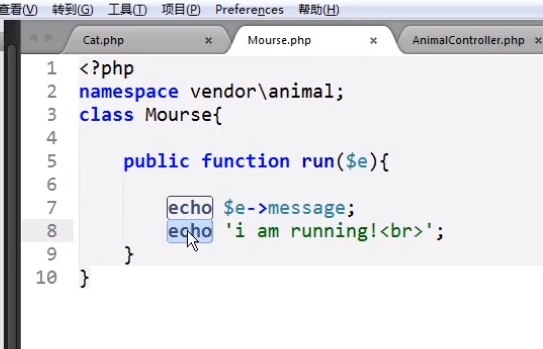 查看(V) 转到(G) 工具(T) 项目(P) Preferences 帮助(H)
Cat.php × Mourse.php × AnimalController.php ×
1 <?php
2 namespace vendor\animal;
3 class Mourse{
4
5 public function run($e){
6
7 echo $e->message;
8 echo 'i am running!<br>';
9 }
10 }